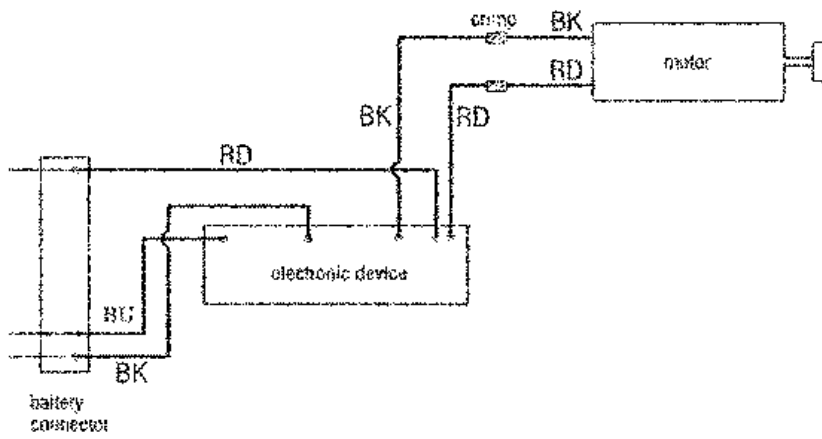 crimp
BK
motor
RD
BK
RD
RD
electronic device
BU
BK
battery
connector